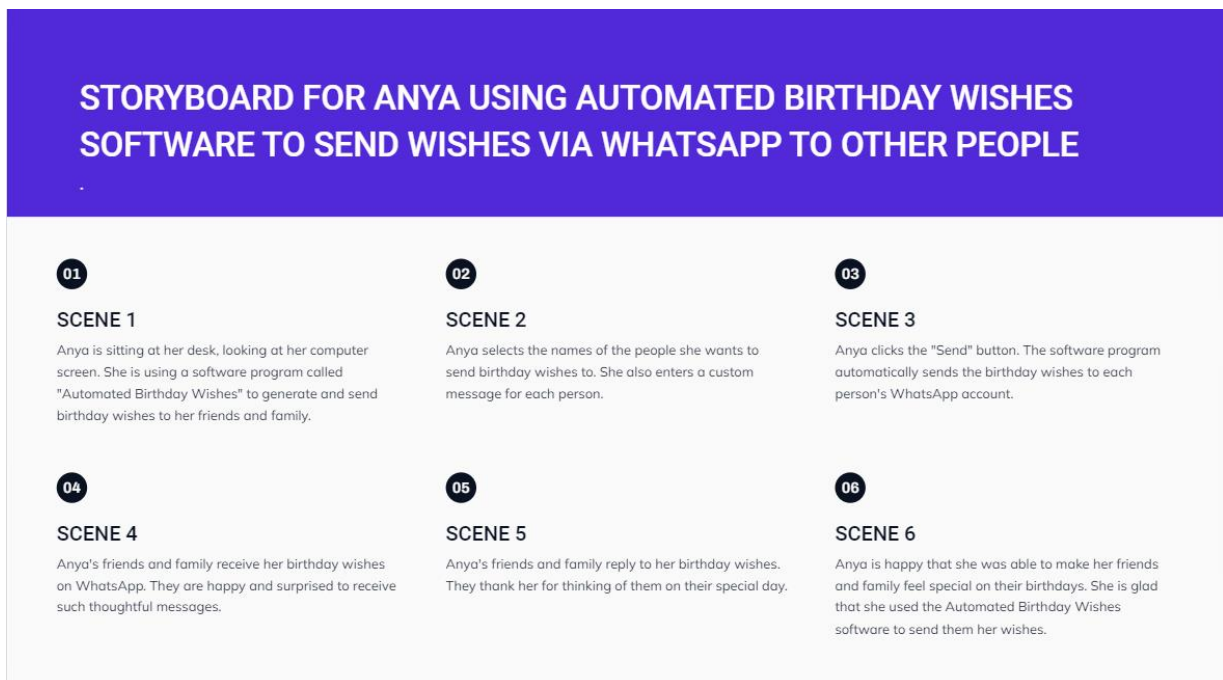 STORYBOARD FOR ANYA USING AUTOMATED BIRTHDAY WISHES
SOFTWARE TO SEND WISHES VIA WHATSAPP TO OTHER PEOPLE
.
01
SCENE 1
Anya is sitting at her desk, looking at her computer
screen. She is using a software program called
"Automated Birthday Wishes" to generate and send
birthday wishes to her friends and family.
02
SCENE 2
Anya selects the names of the people she wants to
send birthday wishes to. She also enters a custom
message for each person.
03
SCENE 3
Anya clicks the "Send" button. The software program
automatically sends the birthday wishes to each
person's WhatsApp account.
04
SCENE 4
Anya's friends and family receive her birthday wishes
on WhatsApp. They are happy and surprised to receive
such thoughtful messages.
05
SCENE 5
Anya's friends and family reply to her birthday wishes.
They thank her for thinking of them on their special day.
06
SCENE 6
Anya is happy that she was able to make her friends
and family feel special on their birthdays. She is glad
that she used the Automated Birthday Wishes
software to send them her wishes.